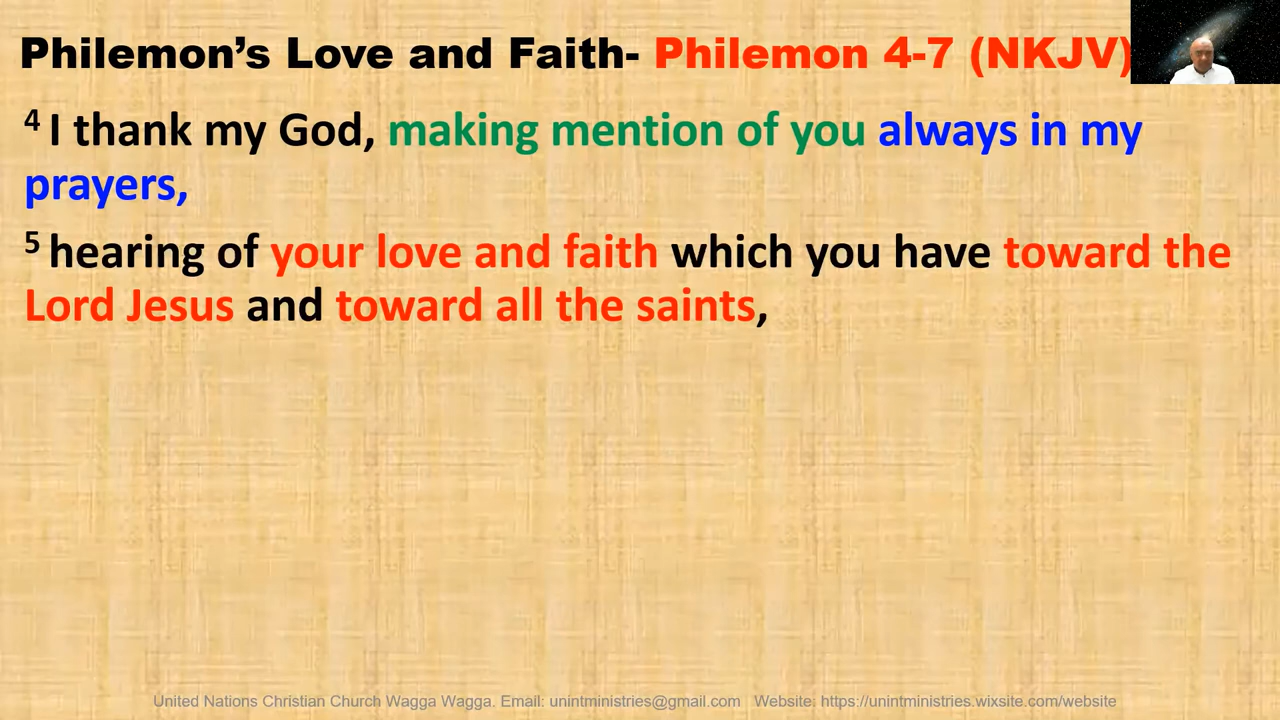 Philemon’s Love and Faith- Philemon 4-7 (NKJV)
4 I thank my God, making mention of you always in my
prayers,
5 hearing of your love and faith which you have toward the
Lord Jesus and toward all the saints,
United Nations Christian Church Wagga Wagga. Email: unintministries@gmail.com Website: https://unintministries.wixsite.com/website